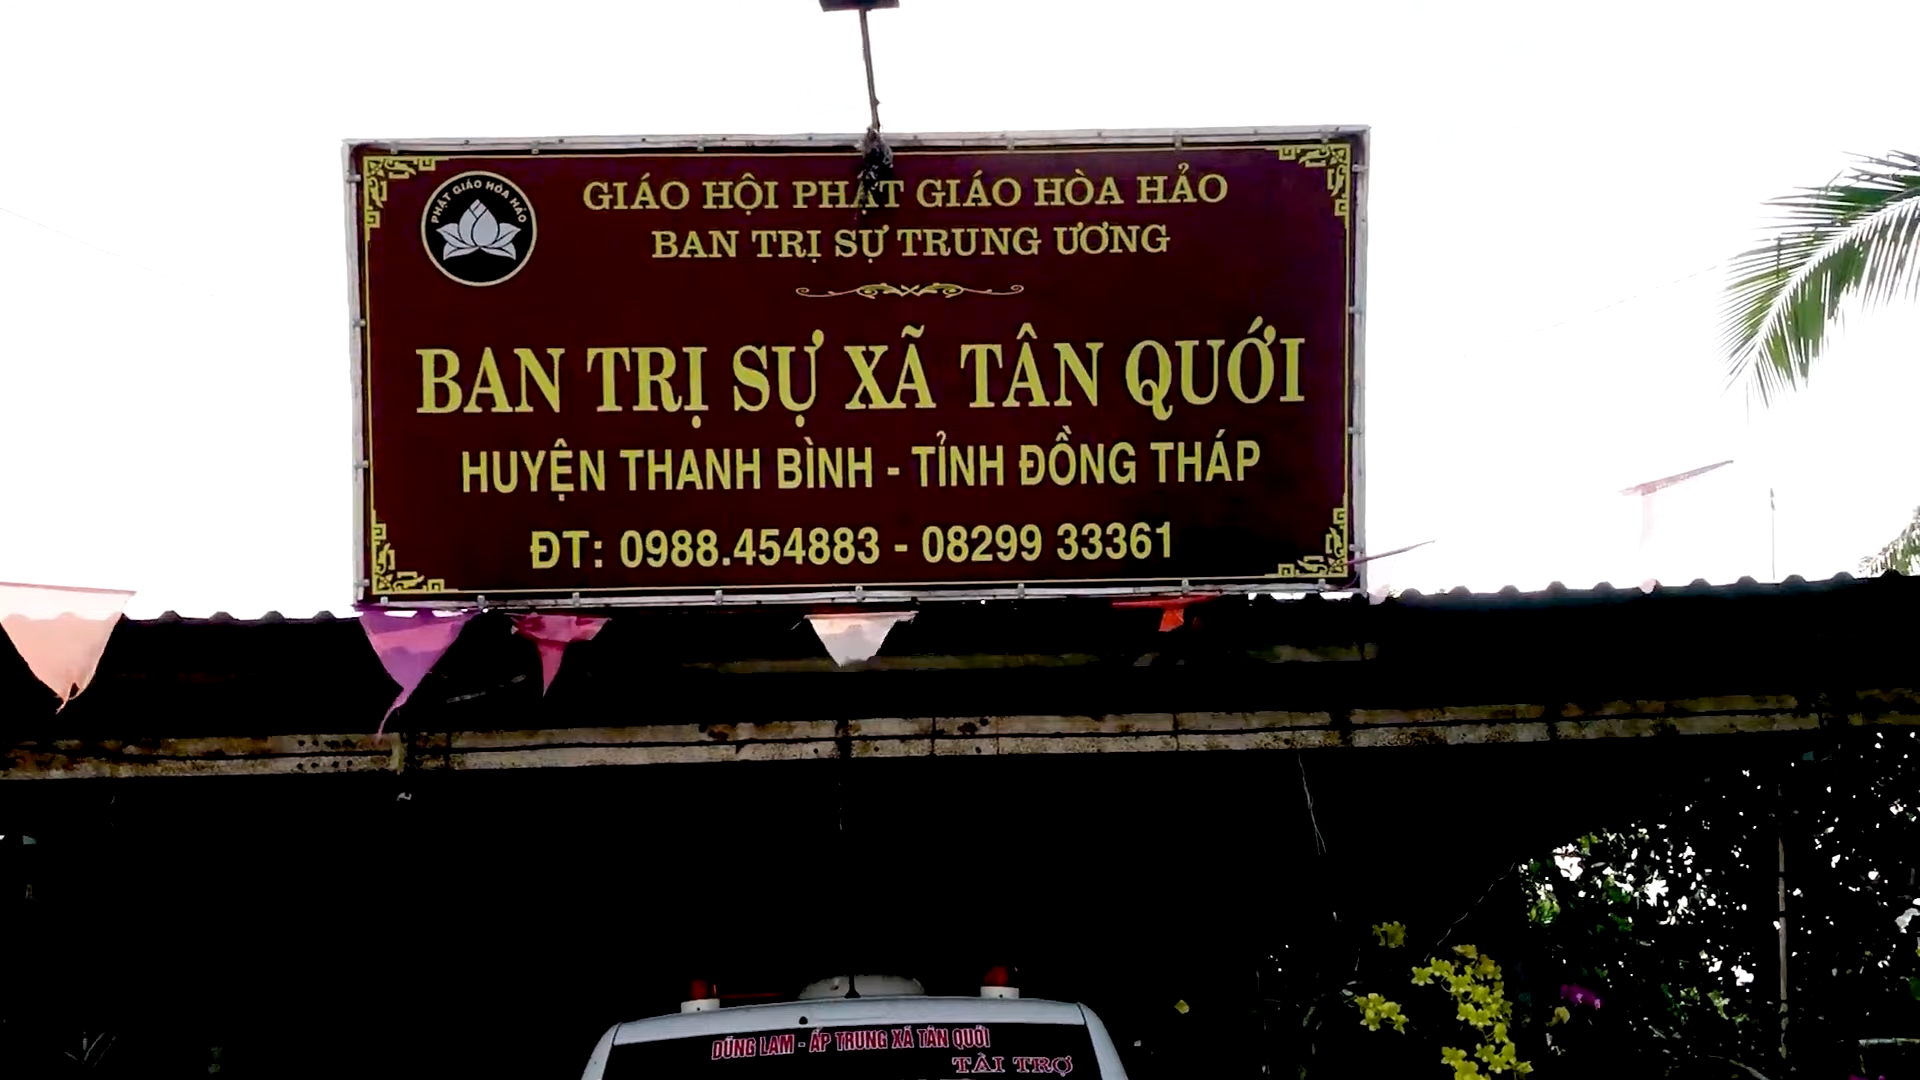 PHẬT GIÁO HÒA HẢO
GIÁO HỘI PHẬT GIÁO HÒA HẢO
BAN TRỊ SỰ TRUNG ƯƠNG
BAN TRỊ SỰ XÃ TÂN QUỚI
HUYỆN THANH BÌNH - TỈNH ĐỒNG THÁP
ĐT: 0988.454883 - 08299 33361
DŨNG LAM - ẤP TRUNG XÃ TÂN QUỚI
TÀI TRỢ